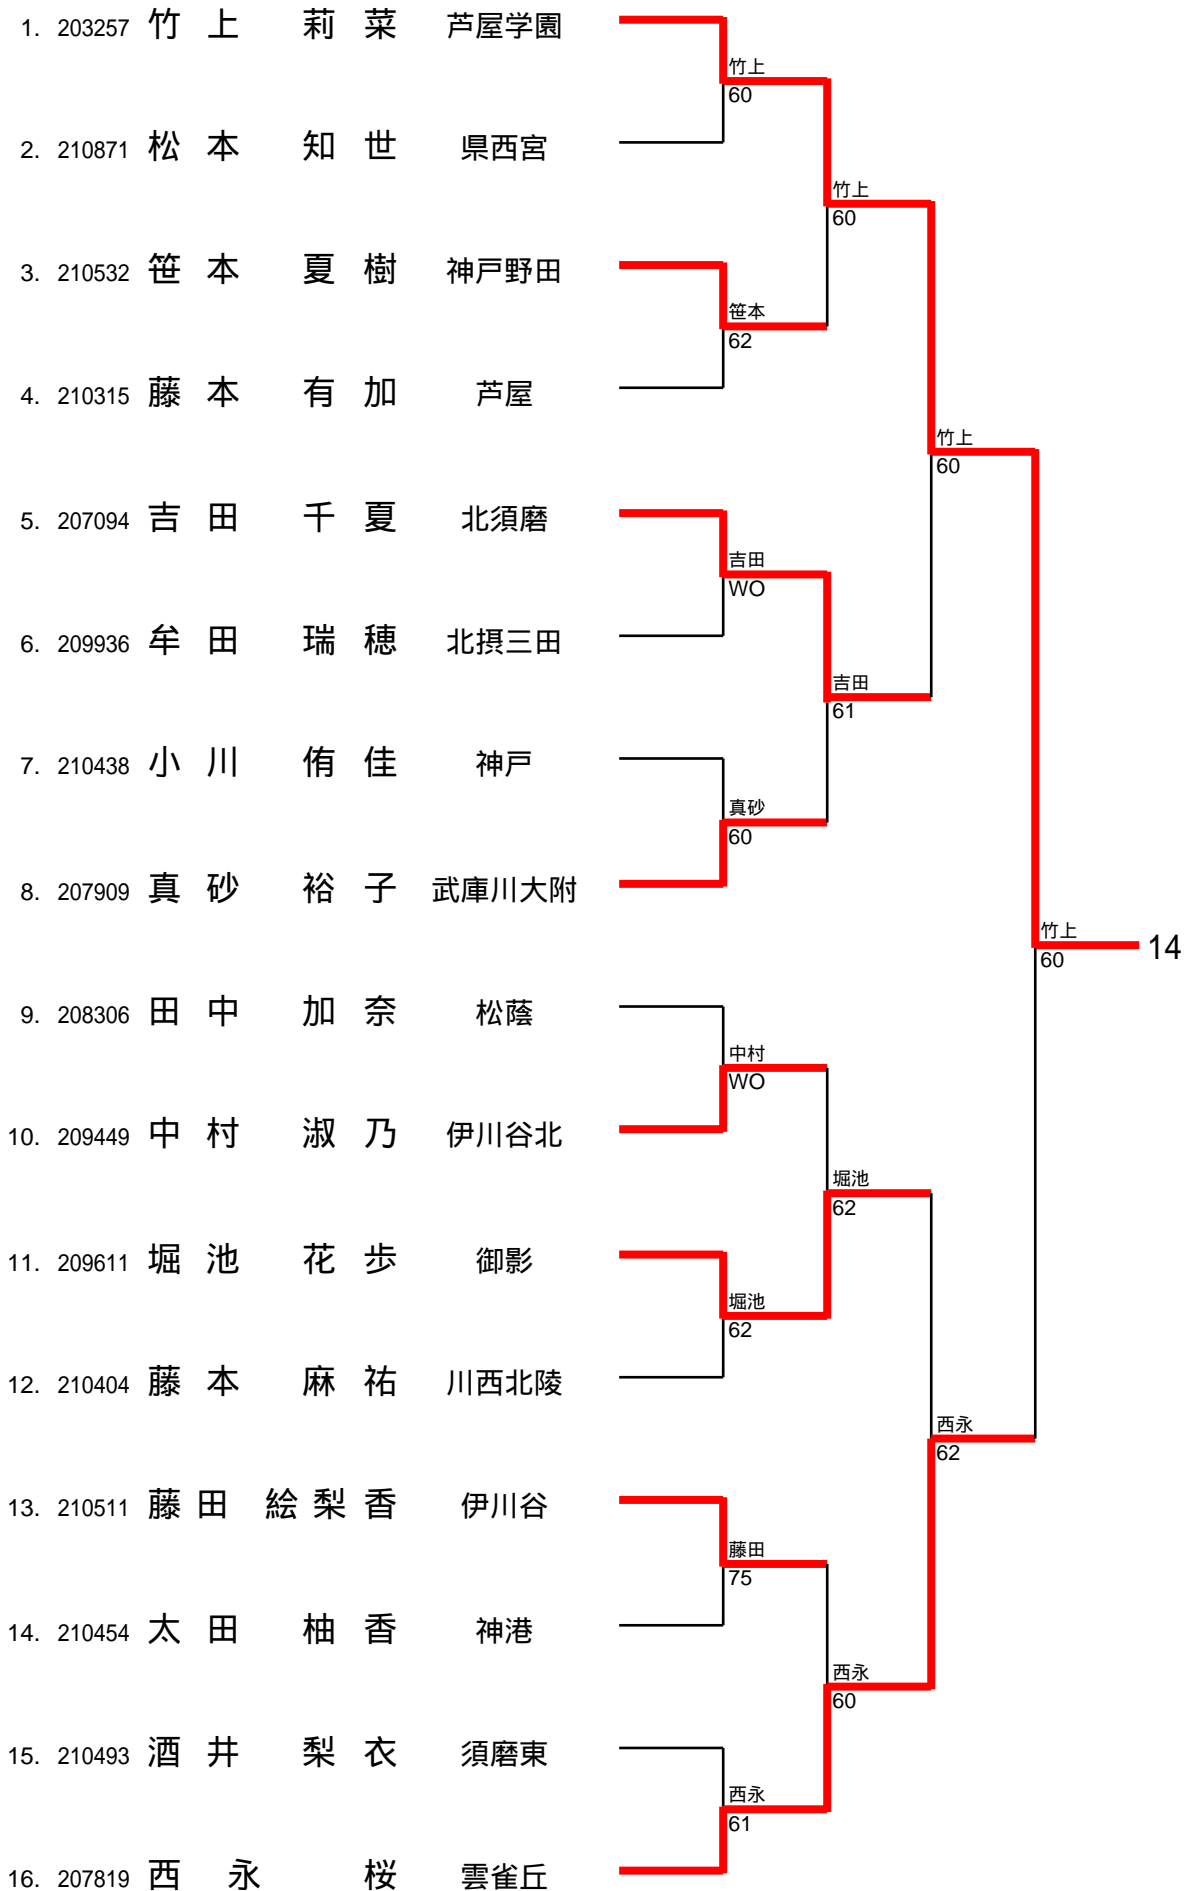 1. 203257 竹上 莉菜 芦屋学園
竹上
60
2. 210871 松本 知世 県西宮
竹上
60
3. 210532 笹本 夏樹 神戸野田
笹本
62
4. 210315 藤本 有加 芦屋
竹上
60
5. 207094 吉田 千夏 北須磨
吉田
WO
6. 209936 牟田 瑞穂 北摂三田
吉田
61
7. 210438 小川 侑佳 神戸
真砂
60
8. 207909 真砂 裕子 武庫川大附
竹上
60
14
9. 208306 田中 加奈 松蔭
中村
WO
10. 209449 中村 淑乃 伊川谷北
堀池
62
11. 209611 堀池 花歩 御影
堀池
62
12. 210404 藤本 麻祐 川西北陵
西永
62
13. 210511 藤田 絵梨香 伊川谷
藤田
75
14. 210454 太田 柚香 神港
西永
60
15. 210493 酒井 梨衣 須磨東
西永
61
16. 207819 西永 桜 雲雀丘